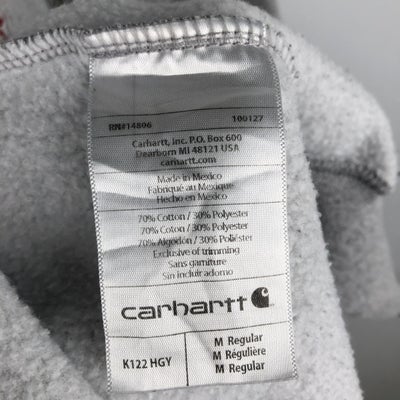 RN#14806 100127
Carhartt, Inc. P.O. Box 600
Dearborn MI 48121 USA
carhartt.com
Made in Mexico
Fabriqué au Mexique
Hecho en Mexico
70% Cotton / 30% Polyester
70% Coton / 30% Polyester
70% Algodón / 30% Poliéster
Exclusive of trimming
Sans garniture
Sin incluir adorno
carhartt
K122 HGY
M Regular
M Régulière
M Regular